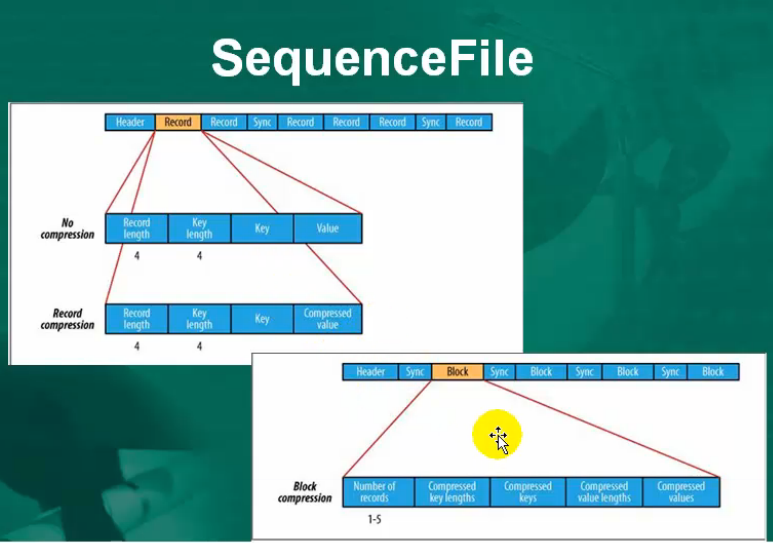 SequenceFile
Header Record Record Sync Record Record Record Sync Record
No compression
Record length Key length Key Value
4 4
Record compression
Record length Key length Key Compressed value
4 4
Header Sync Block Sync Block Sync Block Sync Block
Block compression
Number of records Compressed key lengths Compressed keys Compressed value lengths Compressed values
1-5